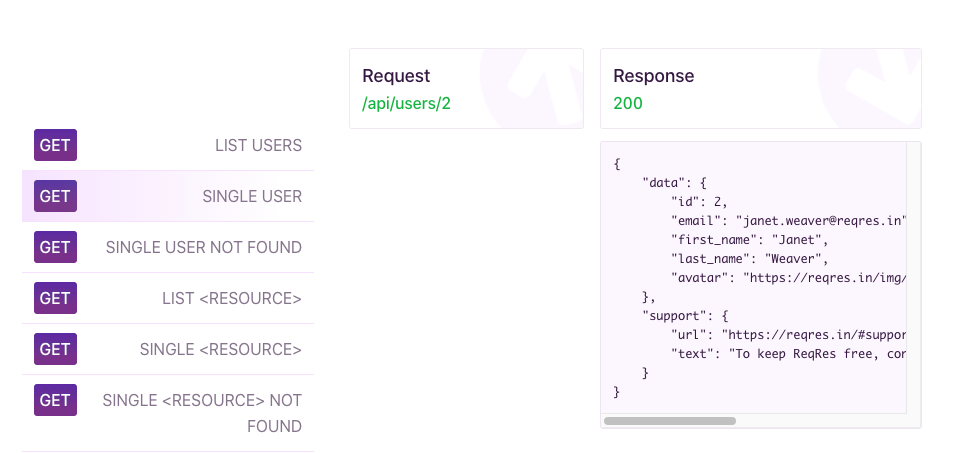 GET LIST USERS
GET SINGLE USER
GET SINGLE USER NOT FOUND
GET LIST <RESOURCE>
GET SINGLE <RESOURCE>
GET SINGLE <RESOURCE> NOT
FOUND
Request
/api/users/2
Response
200
{
    "data": {
        "id": 2,
        "email": "janet.weaver@reqres.in"
        "first_name": "Janet",
        "last_name": "Weaver",
        "avatar": "https://reqres.in/img/
    },
    "support": {
        "url": "https://reqres.in/#suppor
        "text": "To keep ReqRes free, con
    }
}